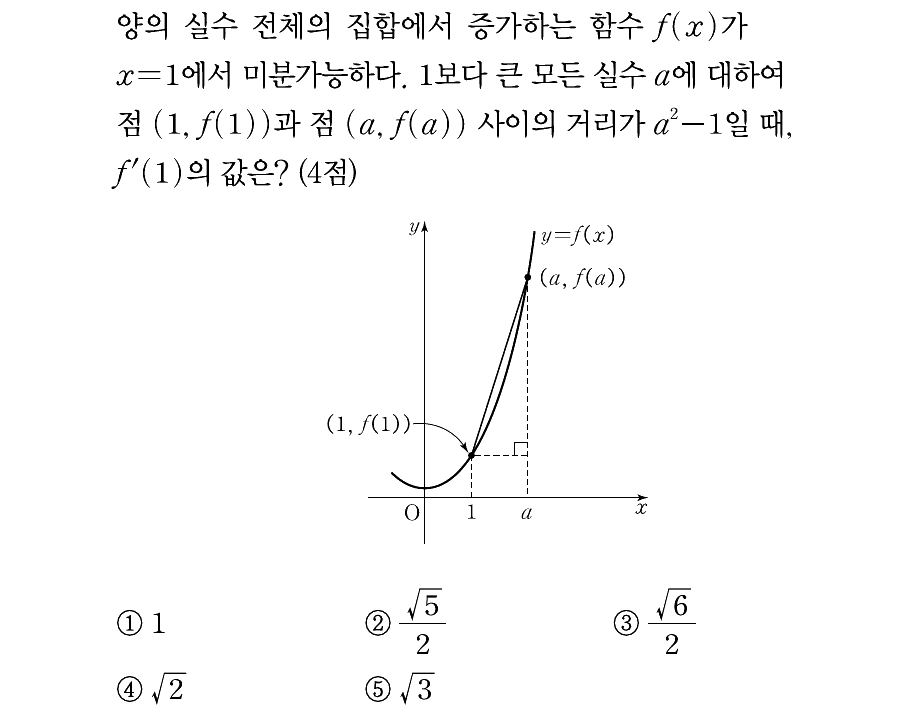 양의 실수 전체의 집합에서 증가하는 함수 f(x)가
x=1에서 미분가능하다. 1보다 큰 모든 실수 a에 대하여
점 (1, f(1))과 점 (a, f(a)) 사이의 거리가 a²-1일 때,
f′(1)의 값은? (4점)
y
y=f(x)
(a, f(a))
(1, f(1))
O 1 a x
① 1 ② √5/2 ③ √6/2
④ √2 ⑤ √3